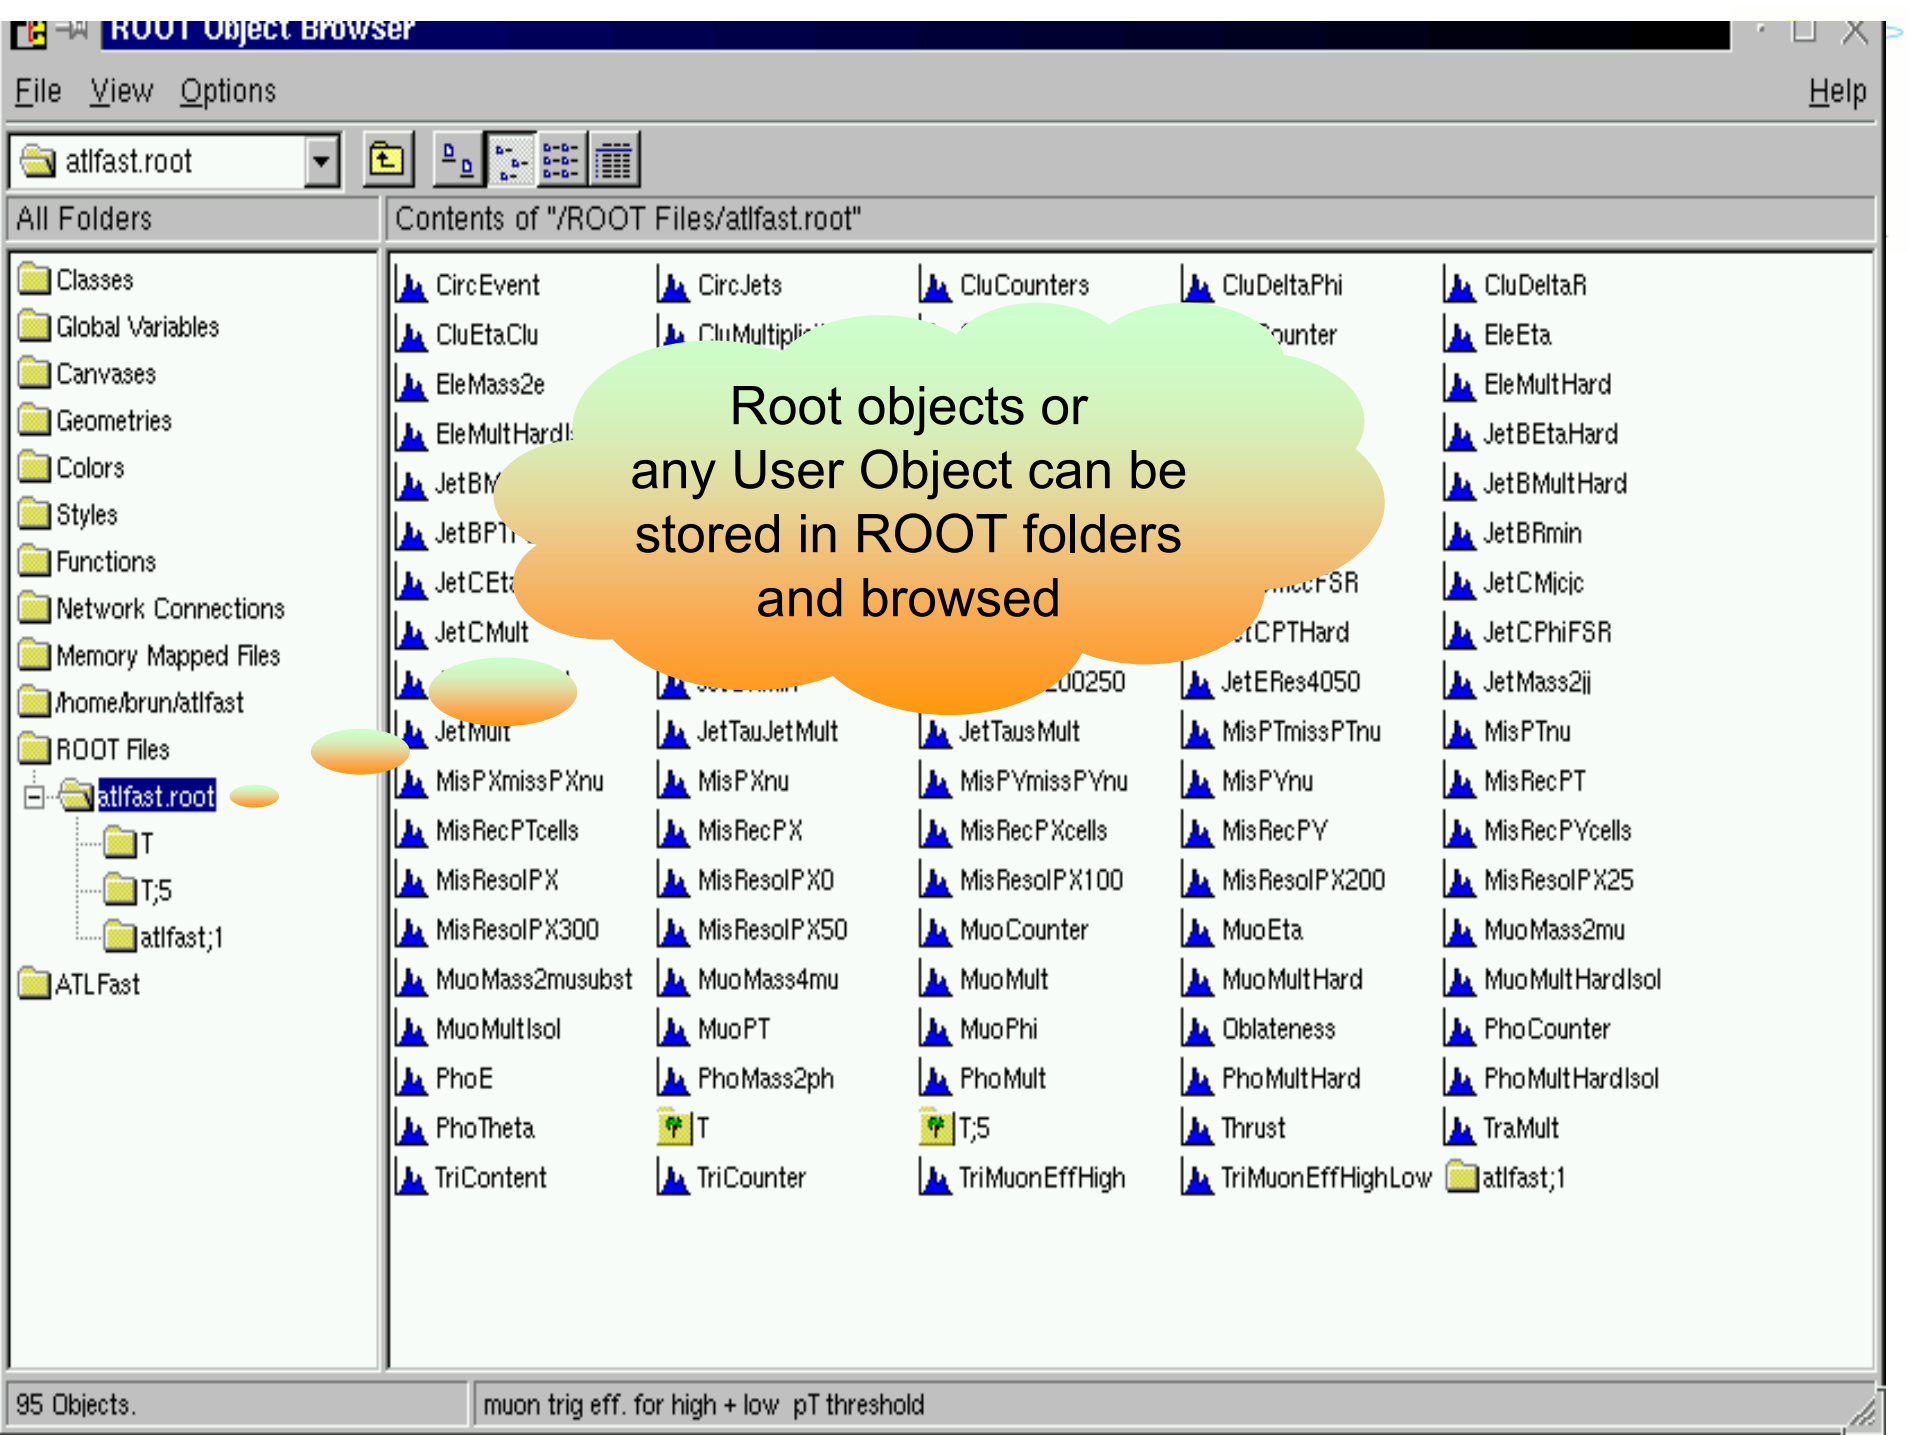 ROOT Object Browser
File View Options Help
atlfast.root
All Folders
Contents of "/ROOT Files/atlfast.root"
Classes
Global Variables
Canvases
Geometries
Colors
Styles
Functions
Network Connections
Memory Mapped Files
/home/brun/atlfast
ROOT Files
atlfast.root
T
T;5
atlfast;1
ATLFast
CircEvent CircJets CluCounters CluDeltaPhi CluDeltaR
CluEtaClu EleEta
EleMass2e EleMultHard
JetBEtaHard
JetBMultHard
JetBRmin
JetCMjcjc
JetCMult JetCPhiFSR
JetERes4050 JetMass2jj
JetMult JetTauJetMult JetTausMult MisPTmissPTnu MisPTnu
MisPXmissPXnu MisPXnu MisPYmissPYnu MisPYnu MisRecPT
MisRecPTcells MisRecPX MisRecPXcells MisRecPY MisRecPYcells
MisResolPX MisResolPX0 MisResolPX100 MisResolPX200 MisResolPX25
MisResolPX300 MisResolPX50 MuoCounter MuoEta MuoMass2mu
MuoMass2musubst MuoMass4mu MuoMult MuoMultHard MuoMultHardIsol
MuoMultIsol MuoPT MuoPhi Oblateness PhoCounter
PhoE PhoMass2ph PhoMult PhoMultHard PhoMultHardIsol
PhoTheta T T;5 Thrust TraMult
TriContent TriCounter TriMuonEffHigh TriMuonEffHighLow atlfast;1
Root objects or
any User Object can be
stored in ROOT folders
and browsed
95 Objects.
muon trig eff. for high + low pT threshold